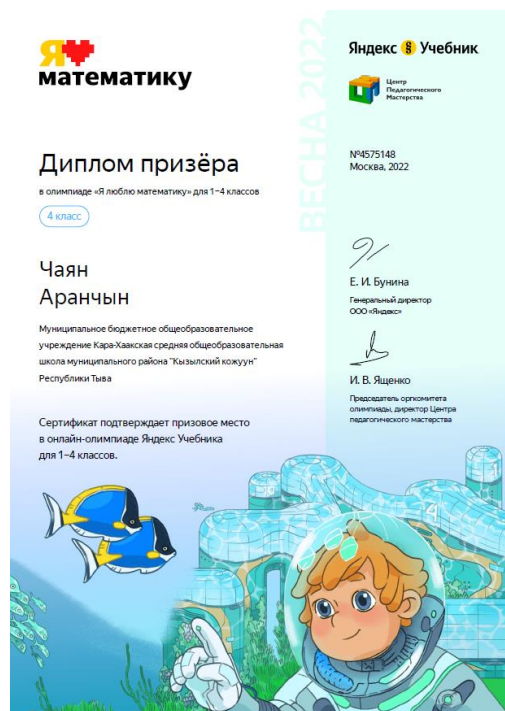 Я
математику
Диплом призёра
в олимпиаде «Я люблю математику» для 1–4 классов
4 класс
Чаян
Аранчын
Муниципальное бюджетное общеобразовательное
учреждение Кара-Хаакская средняя общеобразовательная
школа муниципального района "Кызылский кожуун"
Республики Тыва
Сертификат подтверждает призовое место
в онлайн-олимпиаде Яндекс Учебника
для 1–4 классов.
ВЕСНА 2022
Яндекс Учебник
Центр
Педагогического
Мастерства
№4575148
Москва, 2022
Е. И. Бунина
Генеральный директор
ООО «Яндекс»
И. В. Ященко
Председатель оргкомитета
олимпиады, директор Центра
педагогического мастерства